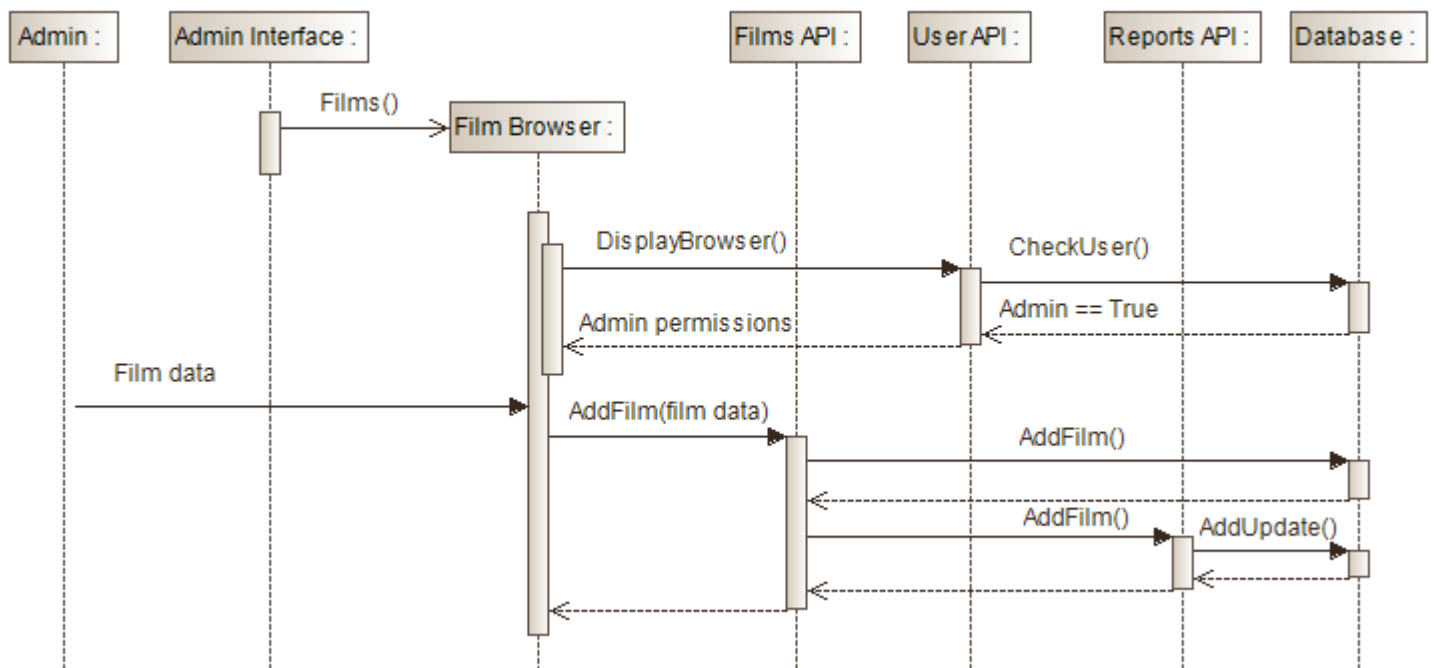 Admin :
Admin Interface :
Films API :
User API :
Reports API :
Database :
Films()
Film Browser :
DisplayBrowser()
CheckUser()
Admin == True
Admin permissions
Film data
AddFilm(film data)
AddFilm()
AddFilm()
AddUpdate()